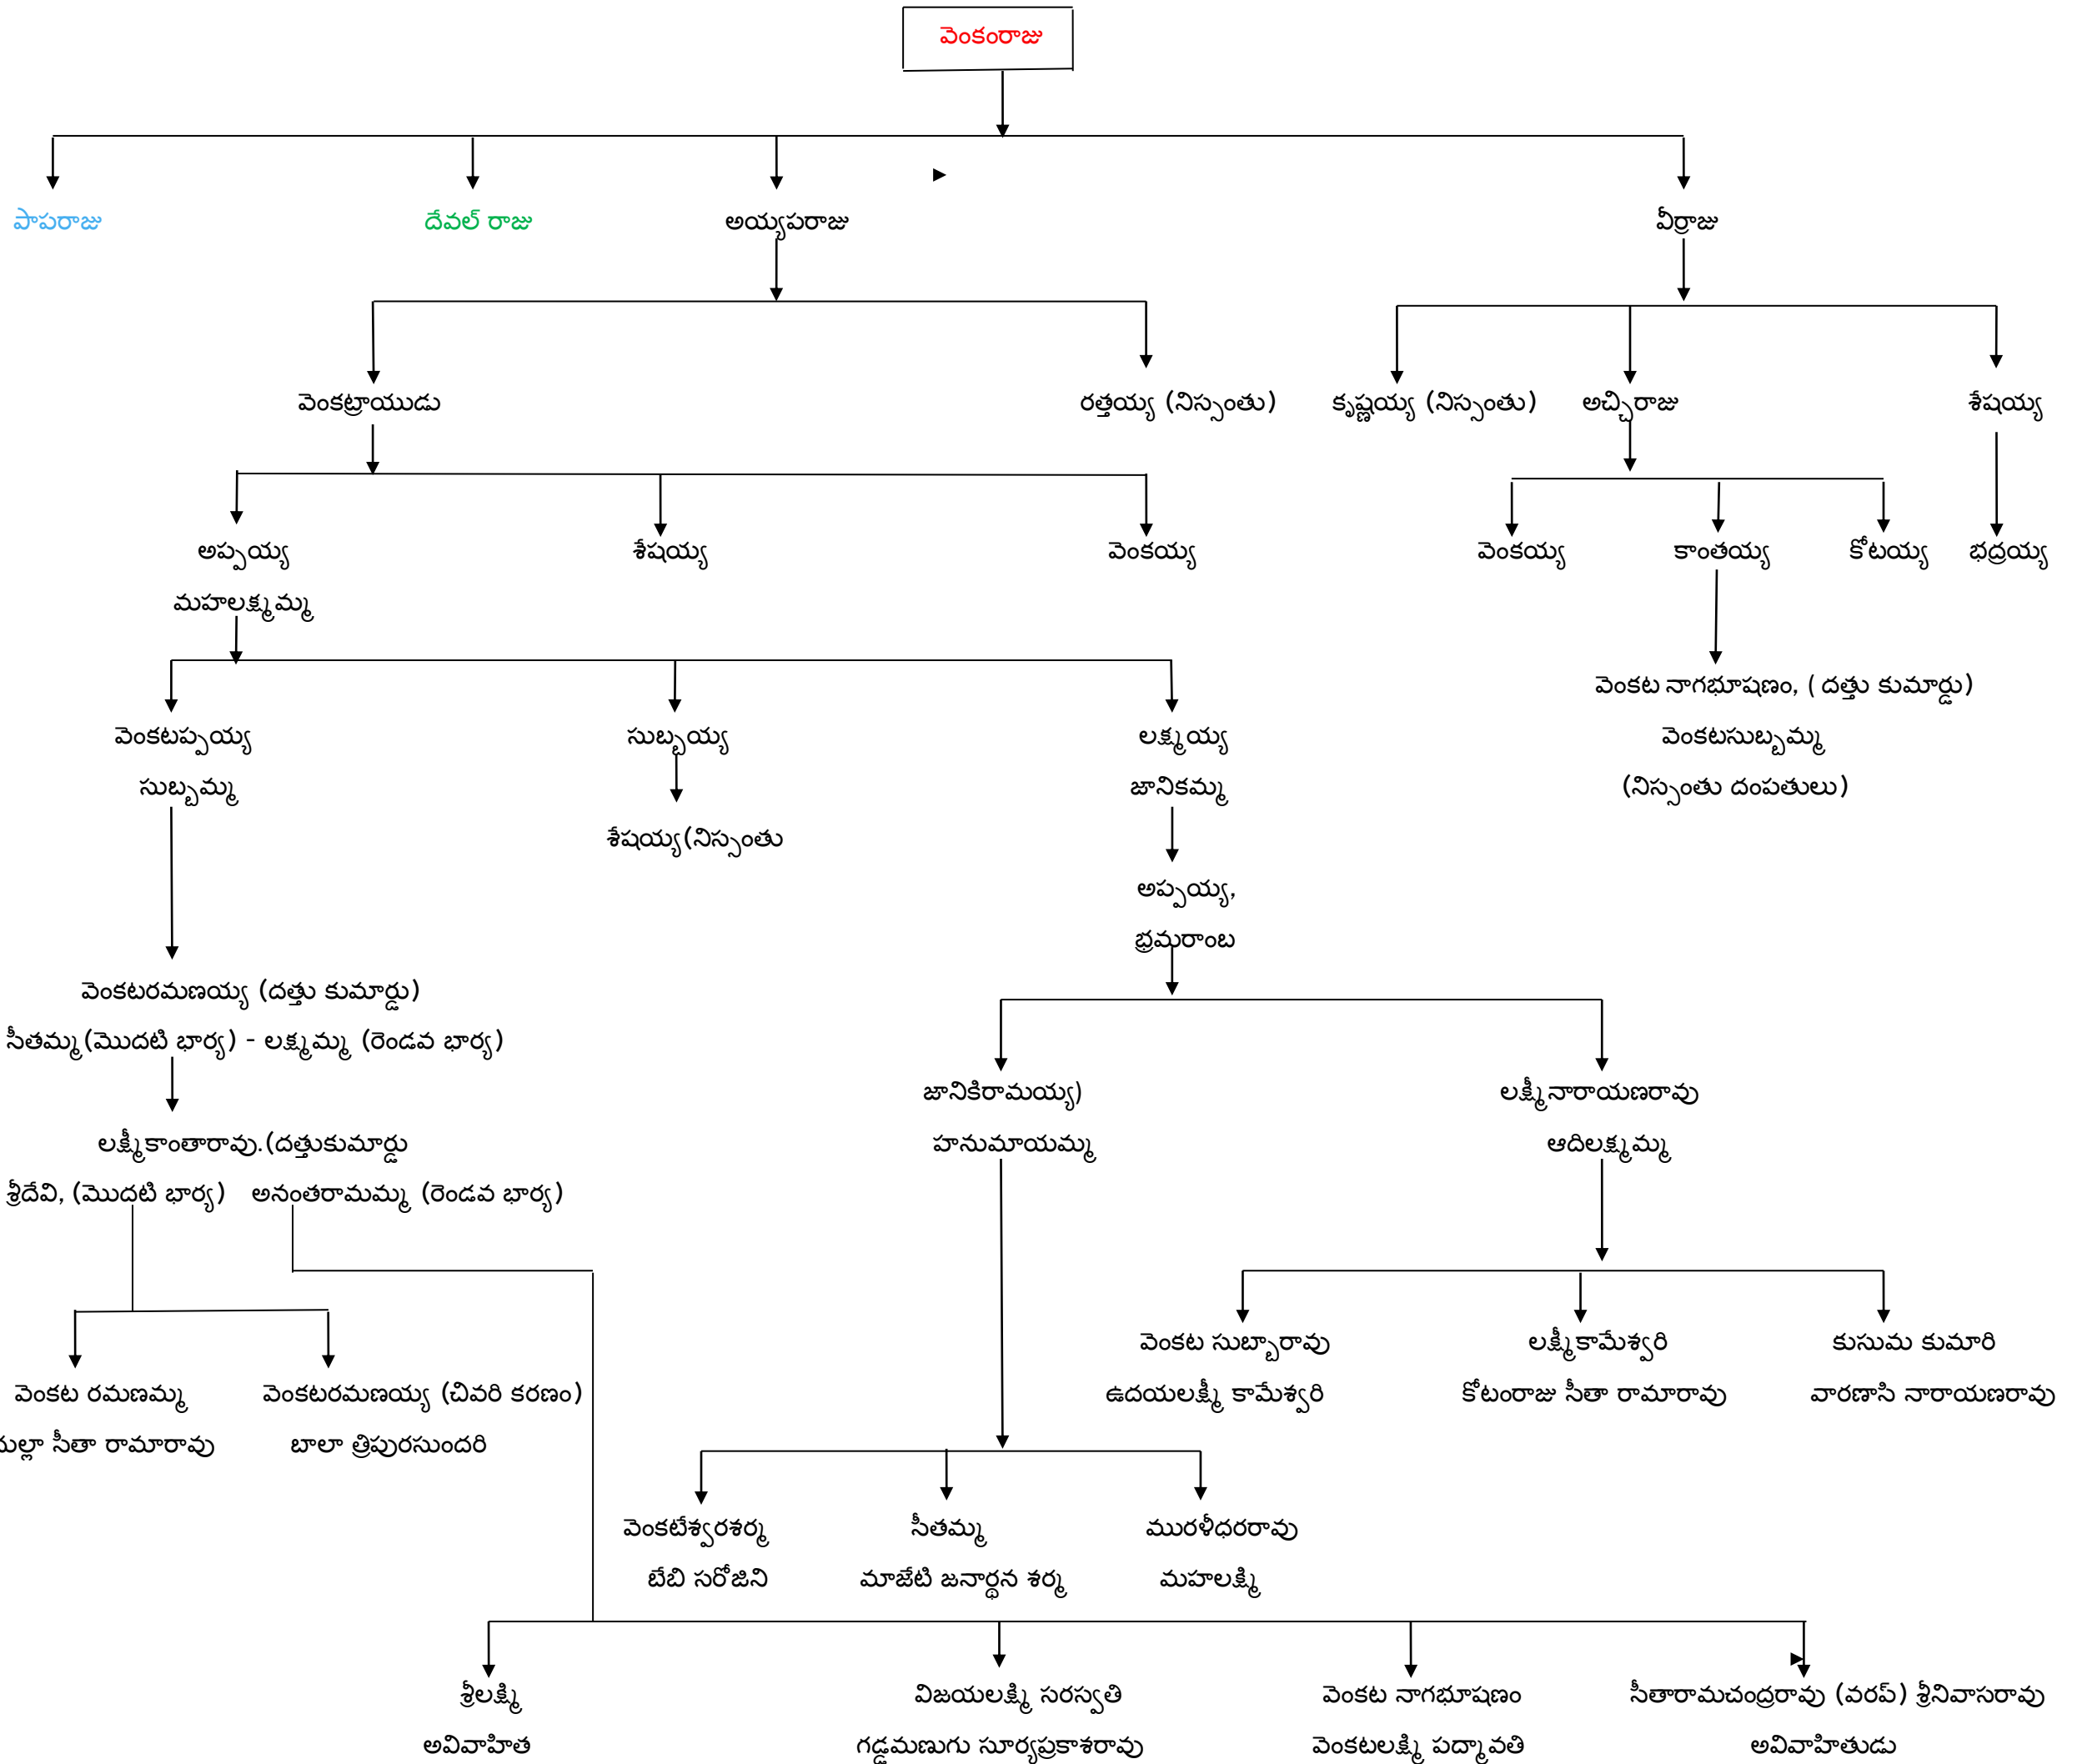 వెంకంరాజు
పాపరాజు దేవల్ రాజు అయ్యపరాజు వీర్రాజు
వెంకట్రాయుడు రత్తయ్య (నిస్సంతు) కృష్ణయ్య (నిస్సంతు) అచ్చిరాజు శేషయ్య
అప్పయ్య శేషయ్య వెంకయ్య వెంకయ్య కాంతయ్య కోటయ్య భద్రయ్య
మహలక్ష్మమ్మ
వెంకట నాగభూషణం, ( దత్తు కుమార్డు)
వెంకటప్పయ్య సుబ్బయ్య లక్ష్మయ్య వెంకటసుబ్బమ్మ
సుబ్బమ్మ జానికమ్మ (నిస్సంతు దంపతులు)
శేషయ్య(నిస్సంతు
అప్పయ్య,
భ్రమరాంబ
వెంకటరమణయ్య (దత్తు కుమార్డు)
సీతమ్మ(మొదటి భార్య) - లక్ష్మమ్మ (రెండవ భార్య)
జానికిరామయ్య) లక్ష్మీనారాయణరావు
లక్ష్మీకాంతారావు.(దత్తుకుమార్డు హనుమాయమ్మ ఆదిలక్ష్మమ్మ
శ్రీదేవి, (మొదటి భార్య) అనంతరామమ్మ (రెండవ భార్య)
వెంకట సుబ్బారావు లక్ష్మీకామేశ్వరి కుసుమ కుమారి
వెంకట రమణమ్మ వెంకటరమణయ్య (చివరి కరణం) ఉదయలక్ష్మీ కామేశ్వరి కోటంరాజు సీతా రామారావు వారణాసి నారాయణరావు
సీతా రామారావు బాలా త్రిపురసుందరి
వెంకటేశ్వరశర్మ సీతమ్మ మురళీధరరావు
బేబి సరోజిని మాజేటి జనార్థన శర్మ మహలక్ష్మి
శ్రీలక్ష్మి విజయలక్ష్మి సరస్వతి వెంకట నాగభూషణం సీతారామచంద్రరావు (వరప్) శ్రీనివాసరావు
అవివాహిత గడ్డమణుగు సూర్యప్రకాశరావు వెంకటలక్ష్మి పద్మావతి అవివాహితుడు